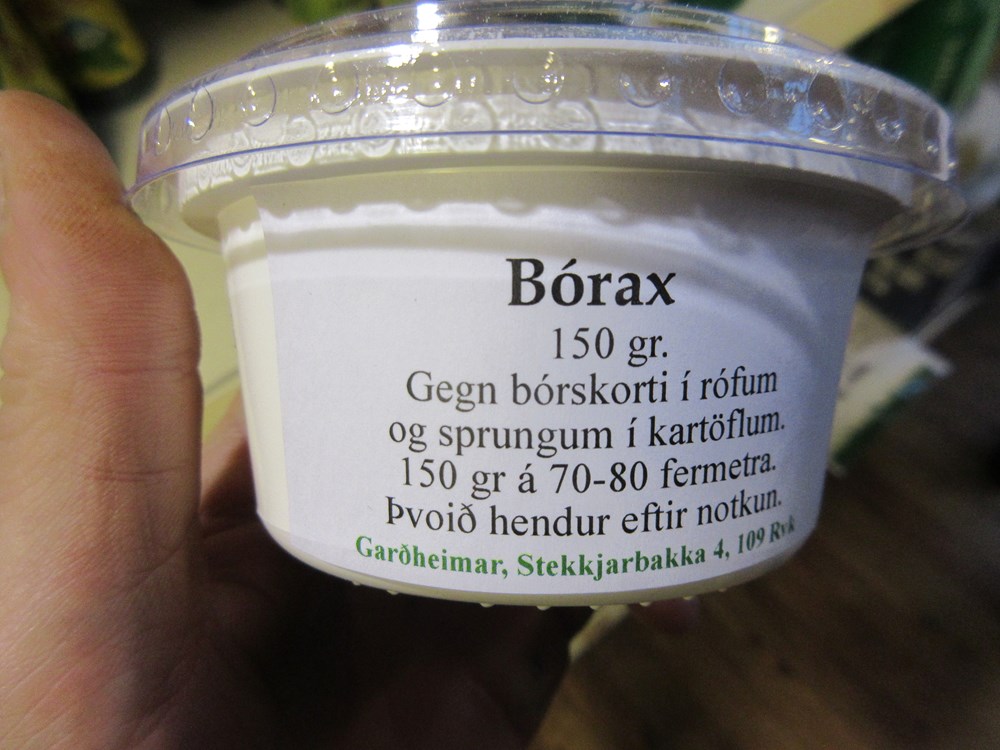 Bórax
150 gr.
Gegn bórskorti í rófum
og sprungum í kartöflum.
150 gr á 70-80 fermetra.
Þvoið hendur eftir notkun.
Garðheimar, Stekkjarbakka 4, 109 Rvk